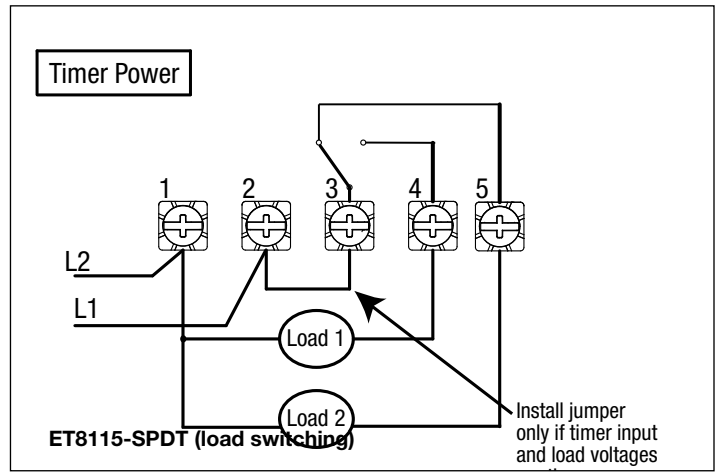 Timer Power
1 2 3 4 5
L2
L1
Load 1
Load 2
ET8115-SPDT (load switching)
Install jumper
only if timer input
and load voltages